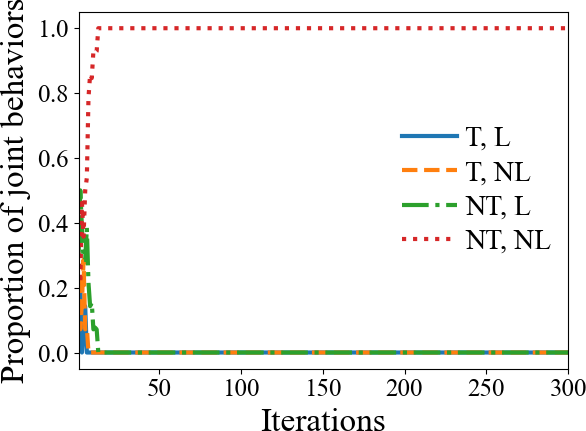 Proportion of joint behaviors
1.0
0.8
0.6
0.4
0.2
0.0
T, L
T, NL
NT, L
NT, NL
50 100 150 200 250 300
Iterations